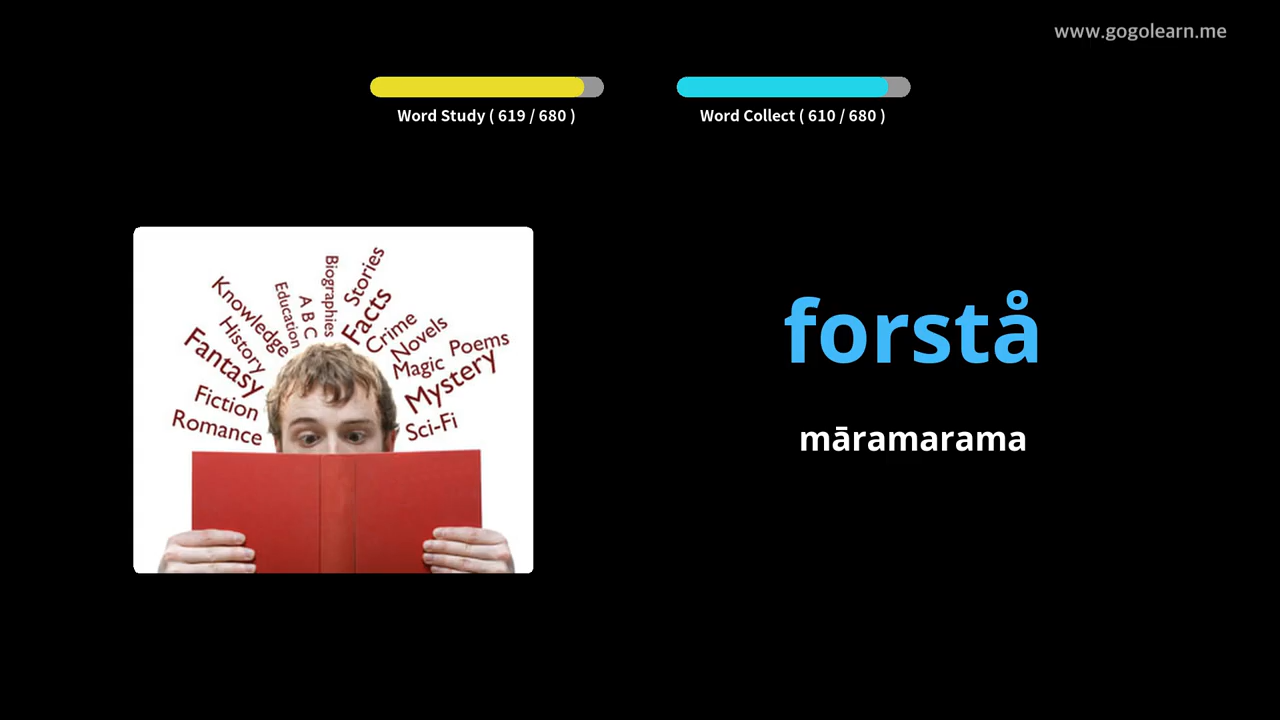 www.gogolearn.me
Word Study ( 619 / 680 )
Word Collect ( 610 / 680 )
Biographies
Stories
Education
A B C
Facts
Knowledge
Crime
History
Novels
Fantasy
Magic
Poems
Mystery
Fiction
Romance
Sci-Fi
forstå
māramarama